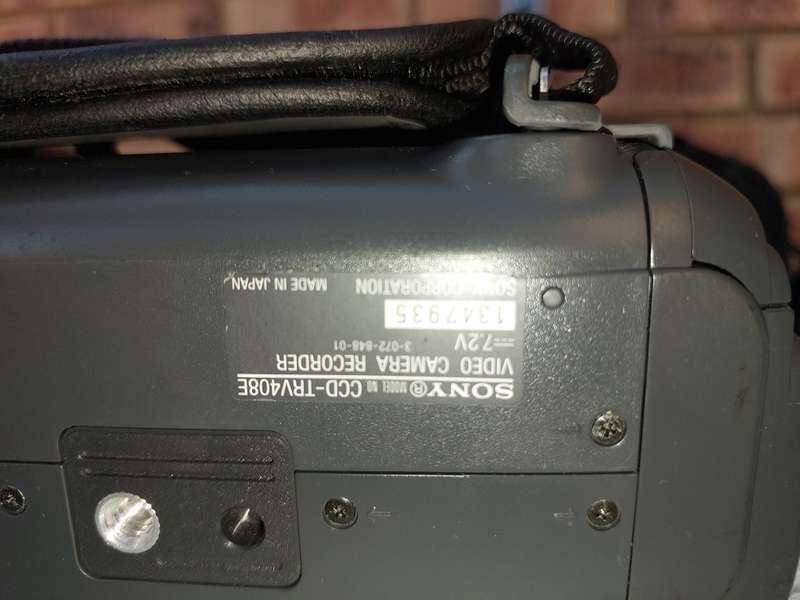 SONY® MODEL NO. CCD-TRV408E
VIDEO CAMERA RECORDER
7.2V 3-072-848-01
1347935
SONY CORPORATION MADE IN JAPAN